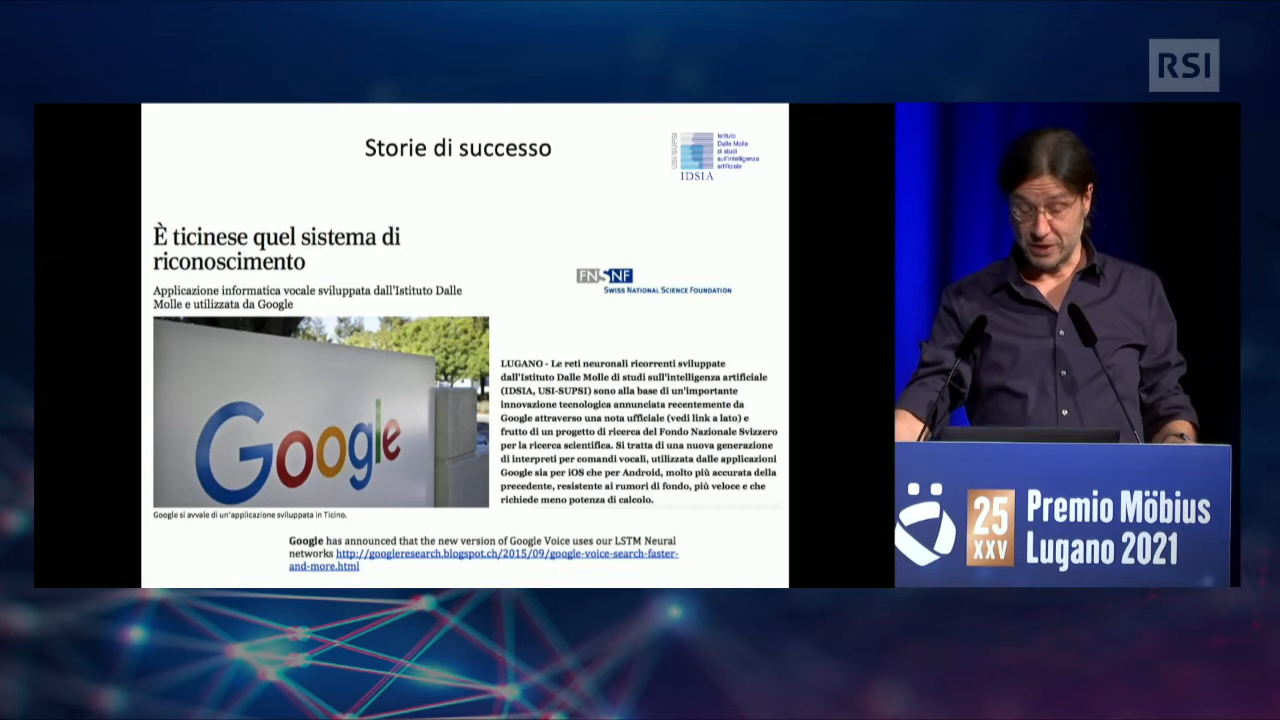 RSI
Storie di successo
USI-SUPSI
Istituto
Dalle Molle
di studi
sull'intelligenza
artificiale
IDSIA
È ticinese quel sistema di
riconoscimento
Applicazione informatica vocale sviluppata dall'Istituto Dalle
Molle e utilizzata da Google
FNSNF
SWISS NATIONAL SCIENCE FOUNDATION
Google
LUGANO - Le reti neuronali ricorrenti sviluppate
dall'Istituto Dalle Molle di studi sull'intelligenza artificiale
(IDSIA, USI-SUPSI) sono alla base di un'importante
innovazione tecnologica annunciata recentemente da
Google attraverso una nota ufficiale (vedi link a lato) e
frutto di un progetto di ricerca del Fondo Nazionale Svizzero
per la ricerca scientifica. Si tratta di una nuova generazione
di interpreti per comandi vocali, utilizzata dalle applicazioni
Google sia per iOS che per Android, molto più accurata della
precedente, resistente ai rumori di fondo, più veloce e che
richiede meno potenza di calcolo.
Google si avvale di un'applicazione sviluppata in Ticino.
Google has announced that the new version of Google Voice uses our LSTM Neural
networks http://googleresearch.blogspot.ch/2015/09/google-voice-search-faster-
and-more.html
25
XXV
Premio Möbius
Lugano 2021